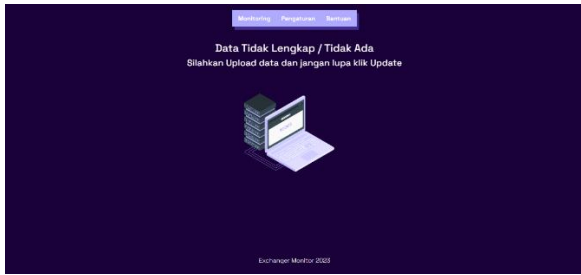 Monitoring Pengaturan Bantuan
Data Tidak Lengkap / Tidak Ada
Silahkan Upload data dan jangan lupa klik Update
Exchanger Monitor 2023